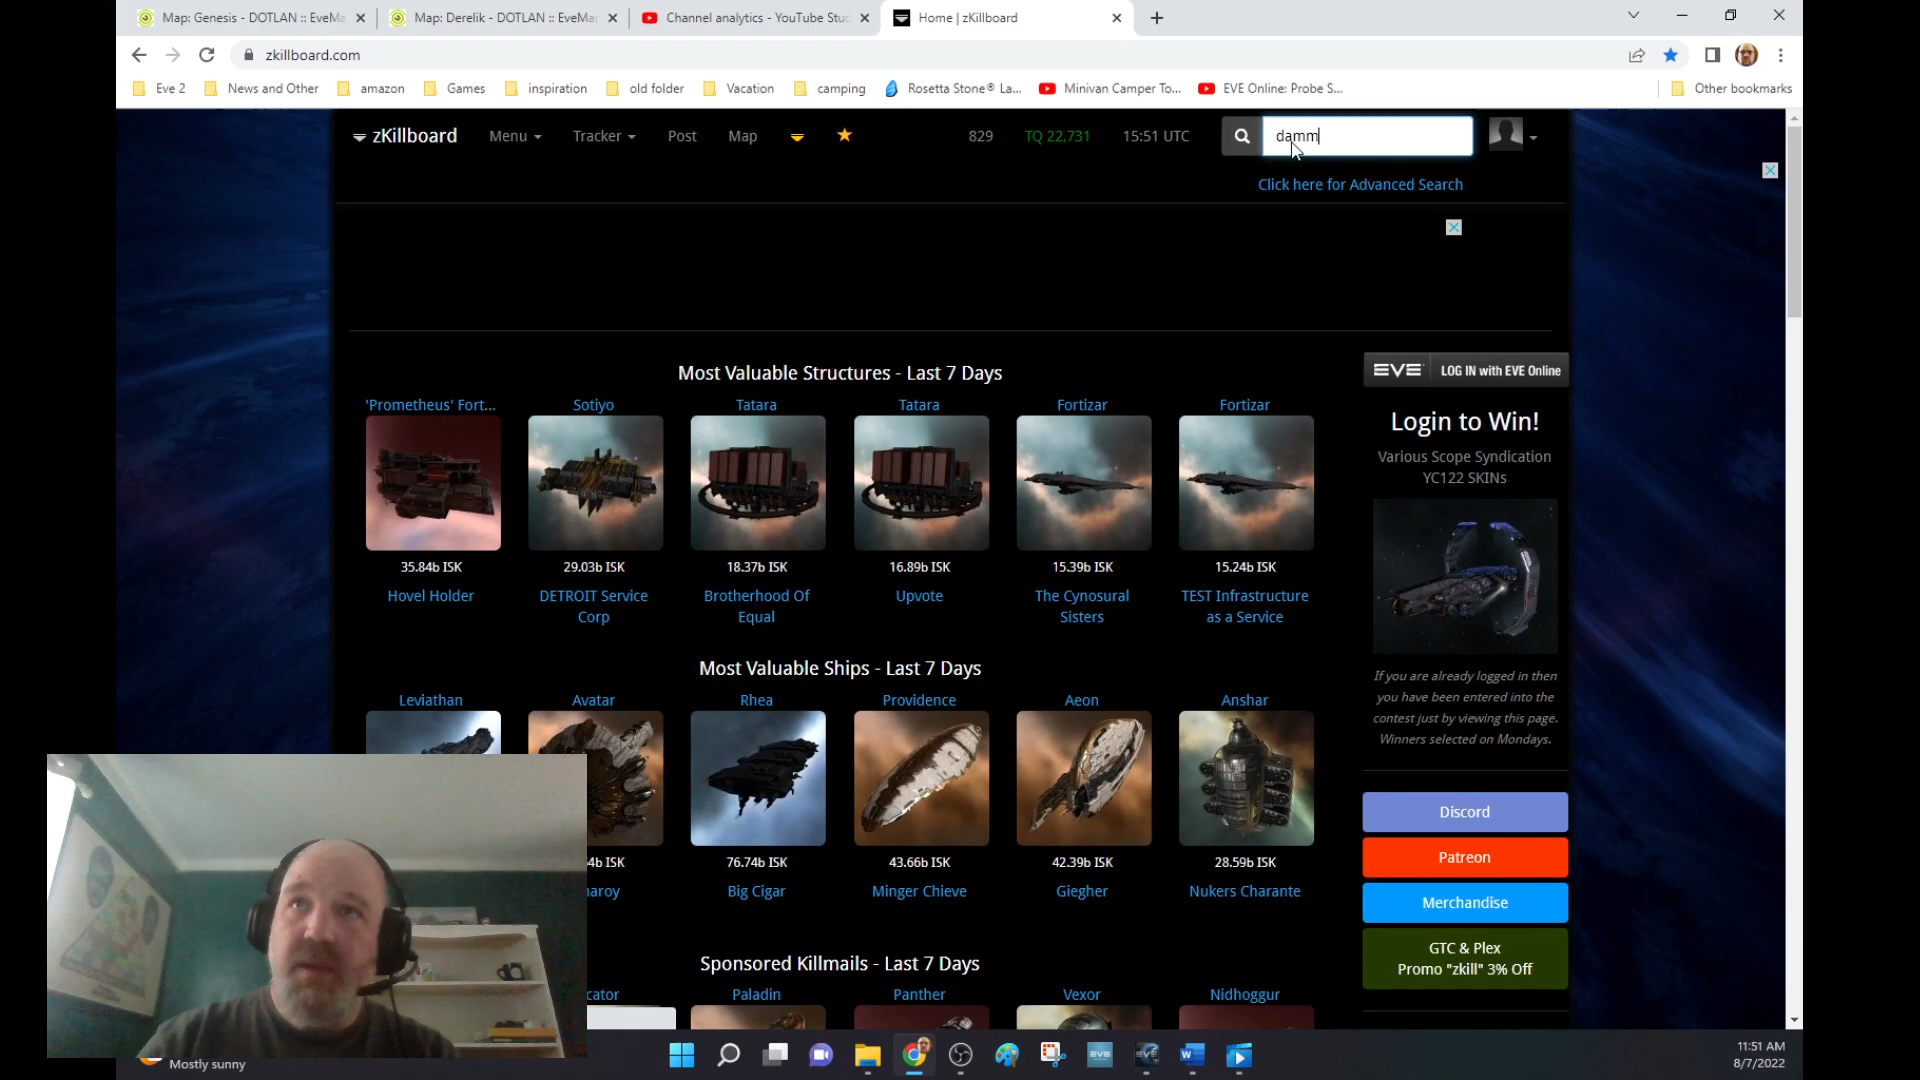 Map: Genesis - DOTLAN :: EveMa
Map: Derelik - DOTLAN :: EveMap
Channel analytics - YouTube Stud
Home | zKillboard
zkillboard.com
Eve 2
News and Other
amazon
Games
inspiration
old folder
Vacation
camping
Rosetta Stone® La...
Minivan Camper To...
EVE Online: Probe S...
Other bookmarks
zKillboard
Menu
Tracker
Post
Map
829
TQ 22,731
15:51 UTC
damm
Click here for Advanced Search
Most Valuable Structures - Last 7 Days
'Prometheus' Fort...
Sotiyo
Tatara
Tatara
Fortizar
Fortizar
35.84b ISK
29.03b ISK
18.37b ISK
16.89b ISK
15.39b ISK
15.24b ISK
Hovel Holder
DETROIT Service
Corp
Brotherhood Of
Equal
Upvote
The Cynosural
Sisters
TEST Infrastructure
as a Service
EVE
LOG IN with EVE Online
Login to Win!
Various Scope Syndication
YC122 SKINs
If you are already logged in then
you have been entered into the
contest just by viewing this page.
Winners selected on Mondays.
Most Valuable Ships - Last 7 Days
Leviathan
Avatar
Rhea
Providence
Aeon
Anshar
4b ISK
76.74b ISK
43.66b ISK
42.39b ISK
28.59b ISK
aroy
Big Cigar
Minger Chieve
Giegher
Nukers Charante
Discord
Patreon
Merchandise
GTC & Plex
Promo "zkill" 3% Off
Sponsored Killmails - Last 7 Days
cator
Paladin
Panther
Vexor
Nidhoggur
Mostly sunny
EVE
EVE
W
11:51 AM
8/7/2022